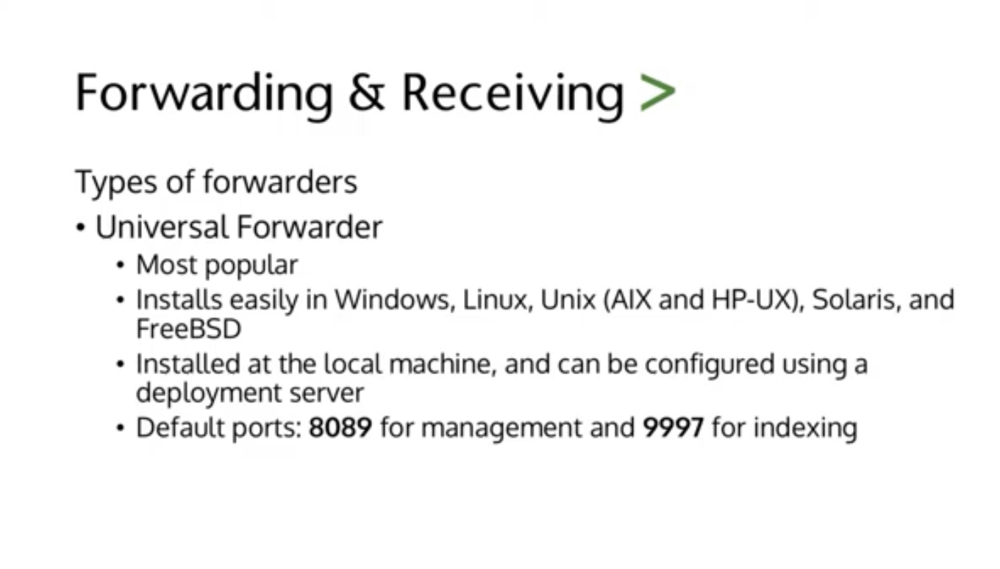 Forwarding & Receiving >
Types of forwarders
• Universal Forwarder
• Most popular
• Installs easily in Windows, Linux, Unix (AIX and HP-UX), Solaris, and
FreeBSD
• Installed at the local machine, and can be configured using a
deployment server
• Default ports: 8089 for management and 9997 for indexing